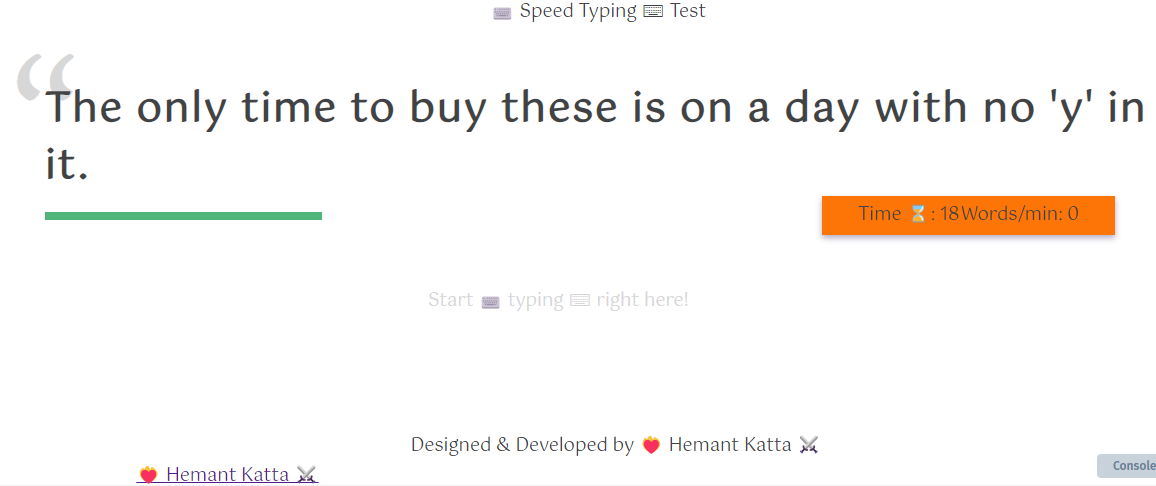 ⌨️ Speed Typing ⌨️ Test
“
The only time to buy these is on a day with no 'y' in
it.
Time ⏳ : 18Words/min: 0
Start ⌨️ typing ⌨️ right here!
Designed & Developed by ❤️‍🔥 Hemant Katta ⚔️
❤️‍🔥 Hemant Katta ⚔️
Console